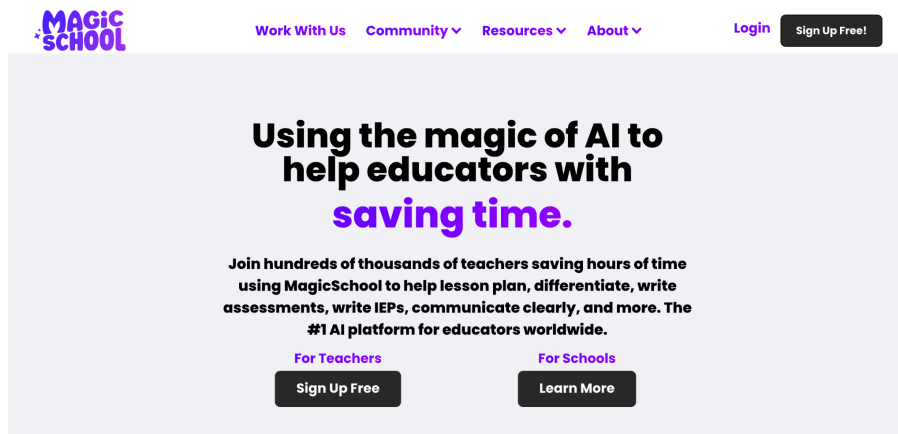 MAGIC
SCHOOL
Work With Us
Community
Resources
About
Login
Sign Up Free!
Using the magic of AI to
help educators with
saving time.
Join hundreds of thousands of teachers saving hours of time
using MagicSchool to help lesson plan, differentiate, write
assessments, write IEPs, communicate clearly, and more. The
#1 AI platform for educators worldwide.
For Teachers
Sign Up Free
For Schools
Learn More